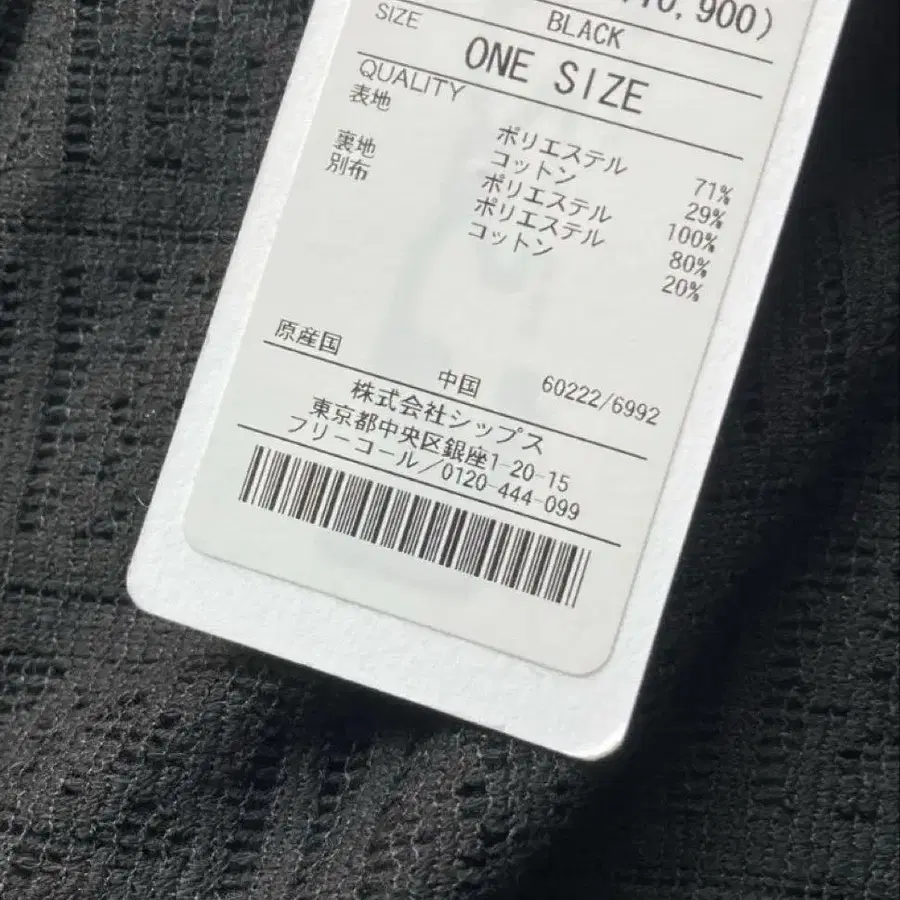 10,900)
BLACK
SIZE
ONE SIZE
QUALITY
表地 ポリエステル 71%
コットン 29%
裏地 ポリエステル 100%
別布 ポリエステル 80%
コットン 20%
原産国
中国 60222/6992
株式会社シップス
東京都中央区銀座1-20-15
フリーコール/0120-444-099